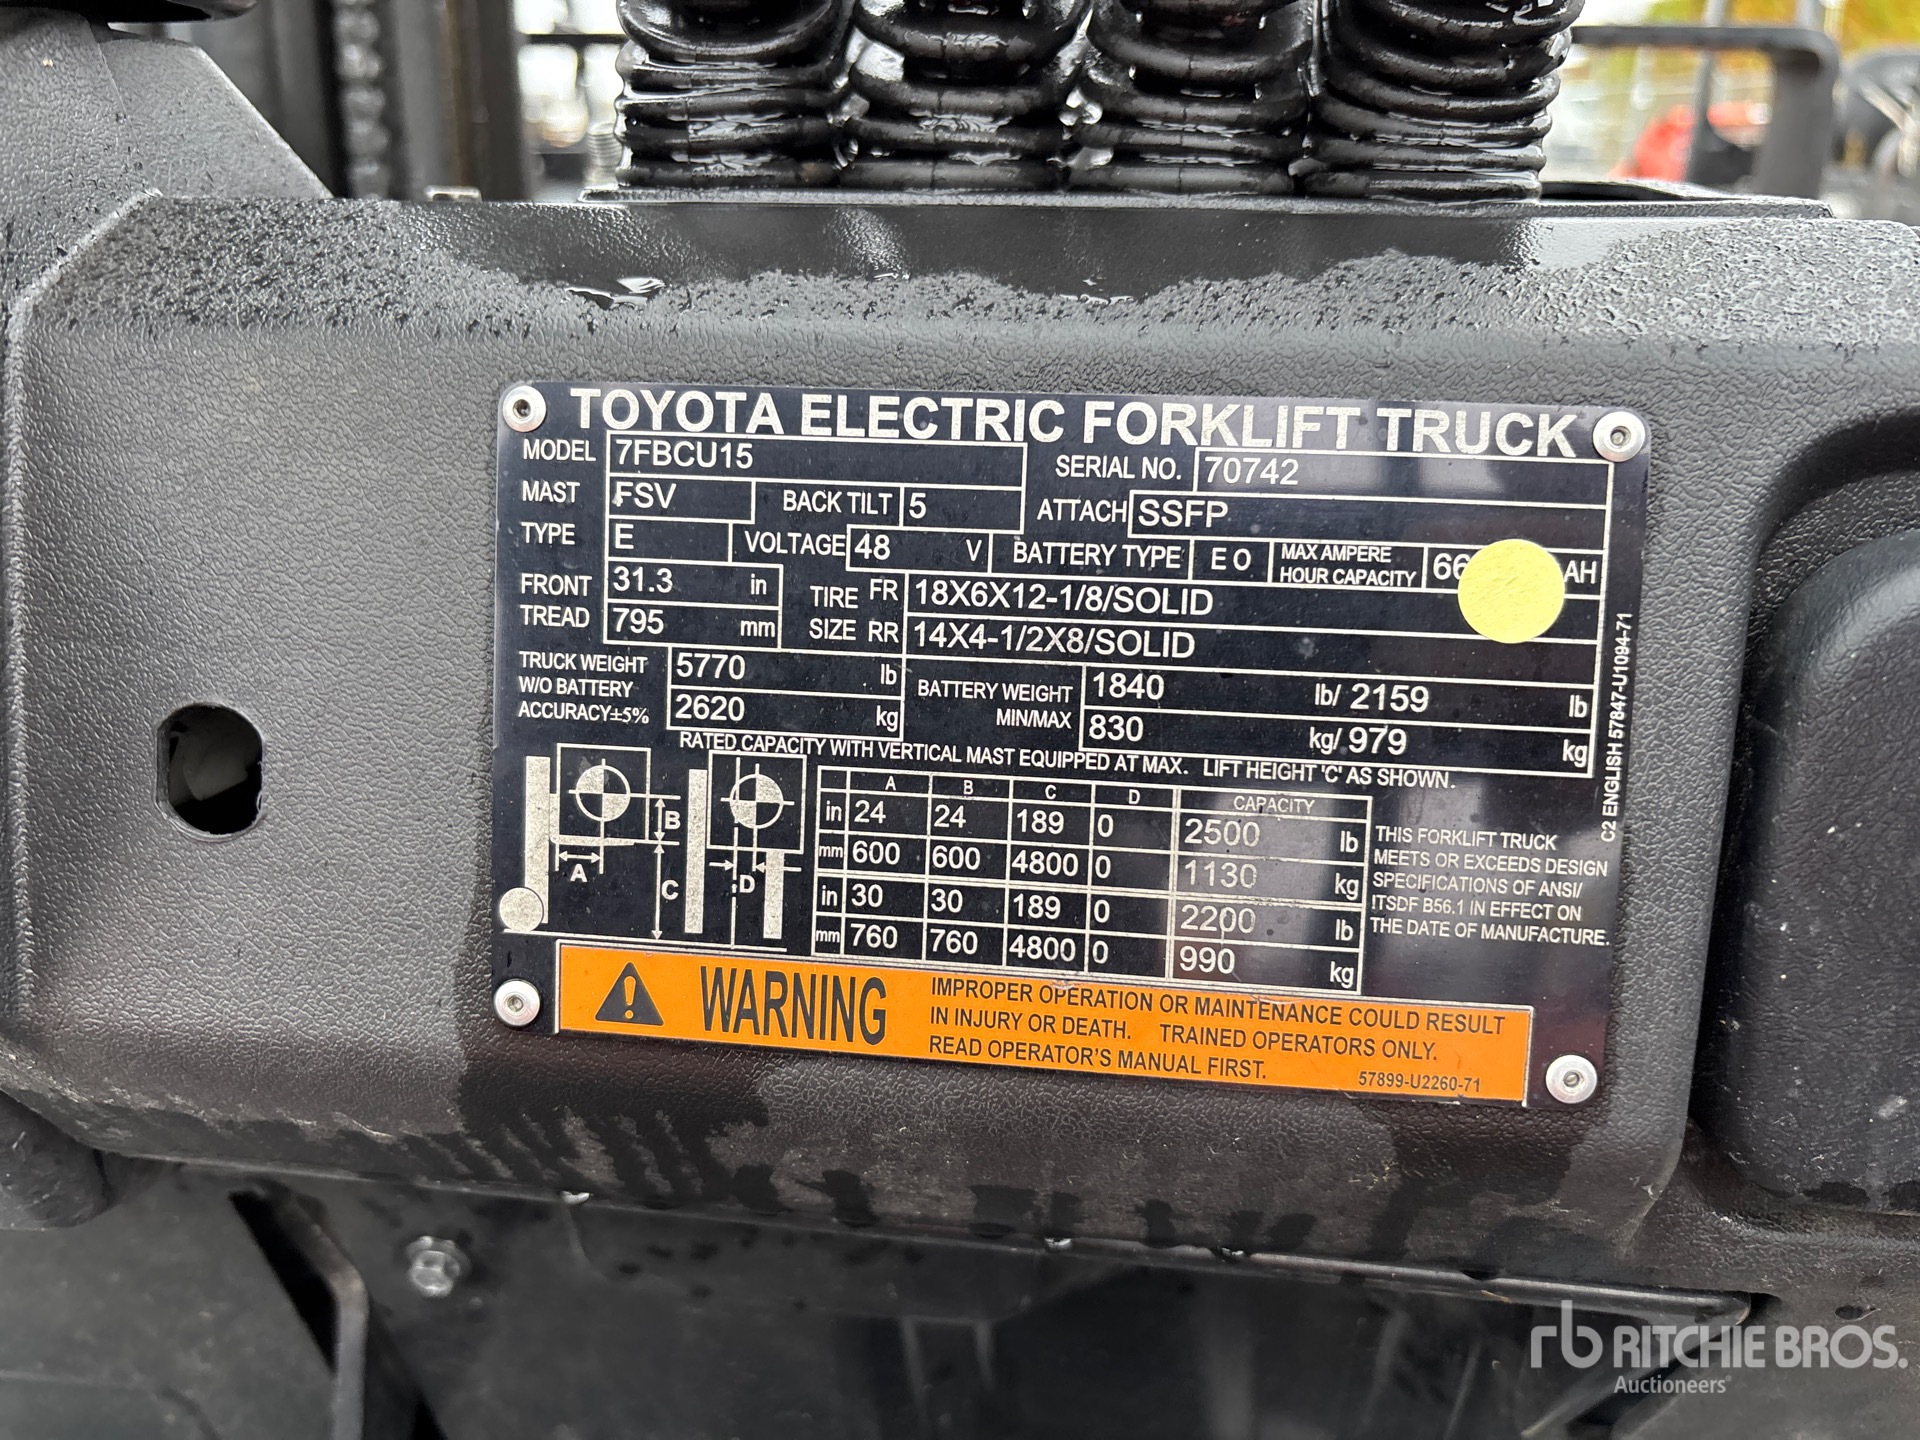 TOYOTA ELECTRIC FORKLIFT TRUCK
MODEL 7FBCU15 SERIAL NO. 70742
MAST FSV BACK TILT 5 ATTACH SSFP
TYPE E VOLTAGE 48 V BATTERY TYPE E O MAX AMPERE HOUR CAPACITY AH
FRONT TREAD 31.3 in TIRE SIZE FR 18X6X12-1/8/SOLID
795 mm RR 14X4-1/2X8/SOLID
TRUCK WEIGHT W/O BATTERY ACCURACY±5% 5770 lb BATTERY WEIGHT MIN/MAX 1840 lb/ 2159 lb
2620 kg 830 kg/ 979 kg
RATED CAPACITY WITH VERTICAL MAST EQUIPPED AT MAX. LIFT HEIGHT 'C' AS SHOWN.
A B C D CAPACITY
in 24 24 189 0 2500 lb
mm 600 600 4800 0 1130 kg
in 30 30 189 0 2200 lb
mm 760 760 4800 0 990 kg
B
A
C
D
THIS FORKLIFT TRUCK
MEETS OR EXCEEDS DESIGN
SPECIFICATIONS OF ANSI/
ITSDF B56.1 IN EFFECT ON
THE DATE OF MANUFACTURE.
C2 ENGLISH 57847-U1094-71
WARNING
IMPROPER OPERATION OR MAINTENANCE COULD RESULT
IN INJURY OR DEATH. TRAINED OPERATORS ONLY.
READ OPERATOR'S MANUAL FIRST.
57899-U2260-71
rb RITCHIE BROS.
Auctioneers